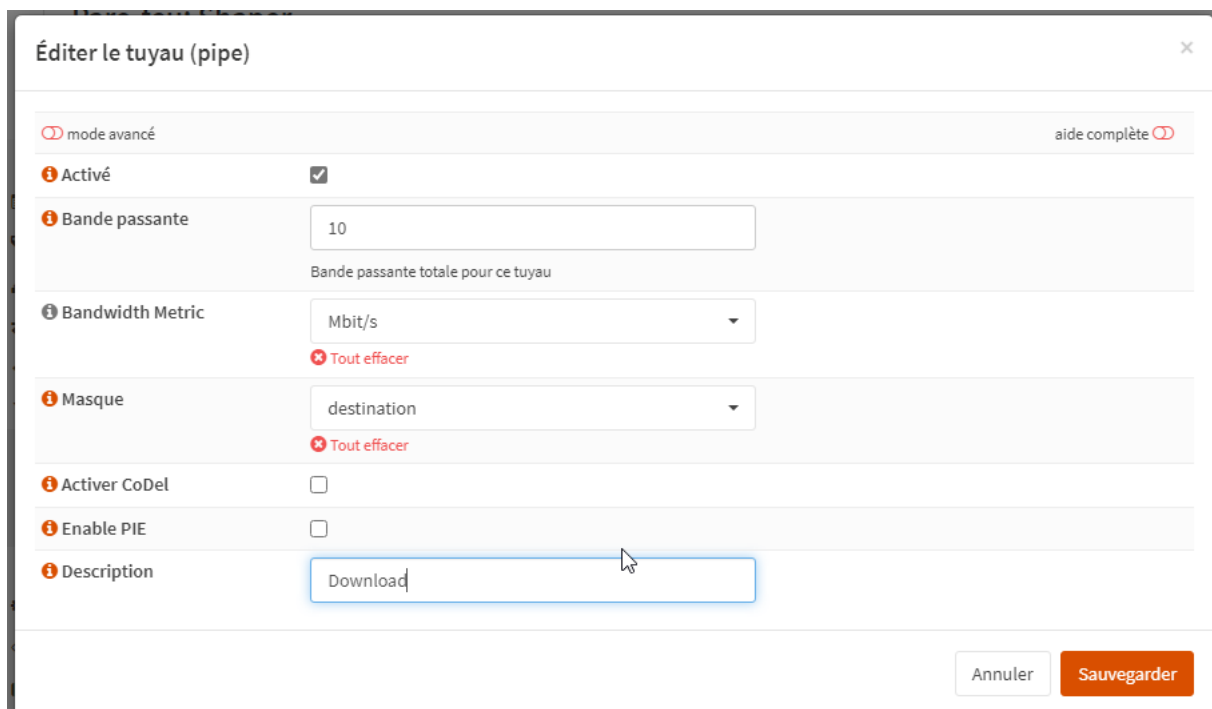 Éditer le tuyau (pipe)
×
mode avancé
aide complète
Activé
Bande passante
10
Bande passante totale pour ce tuyau
Bandwidth Metric
Mbit/s
Tout effacer
Masque
destination
Tout effacer
Activer CoDel
Enable PIE
Description
Download
Annuler
Sauvegarder